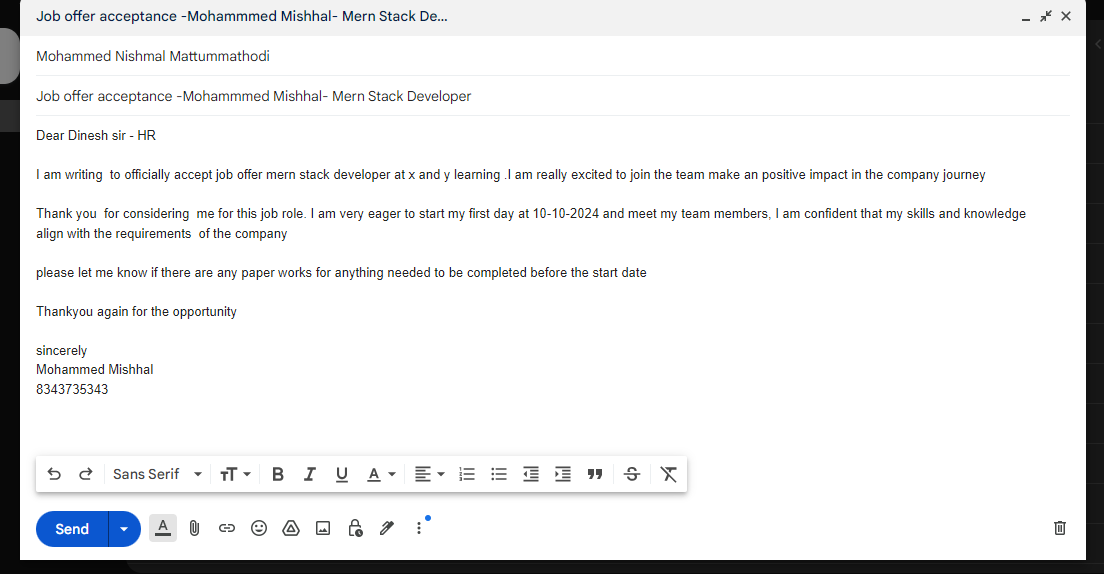 Job offer acceptance -Mohammmed Mishhal- Mern Stack De...
Mohammed Nishmal Mattummathodi
Job offer acceptance -Mohammmed Mishhal- Mern Stack Developer
Dear Dinesh sir - HR
I am writing  to officially accept job offer mern stack developer at x and y learning .I am really excited to join the team make an positive impact in the company journey
Thank you  for considering  me for this job role. I am very eager to start my first day at 10-10-2024 and meet my team members, I am confident that my skills and knowledge
align with the requirements  of the company
please let me know if there are any paper works for anything needed to be completed before the start date
Thankyou again for the opportunity
sincerely
Mohammed Mishhal
8343735343
Sans Serif
Send